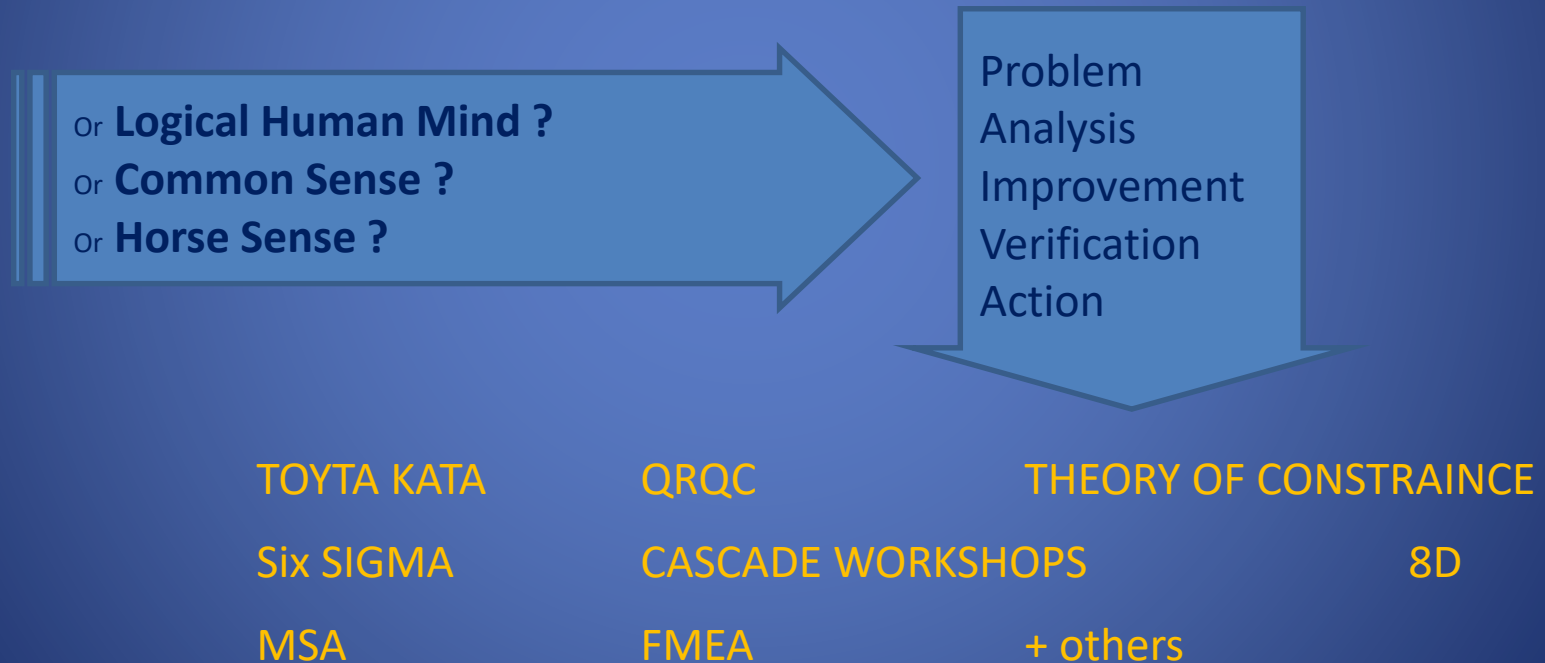 Or Logical Human Mind ?
Or Common Sense ?
Or Horse Sense ?
Problem
Analysis
Improvement
Verification
Action
TOYTA KATA QRQC THEORY OF CONSTRAINCE
Six SIGMA CASCADE WORKSHOPS 8D
MSA FMEA + others